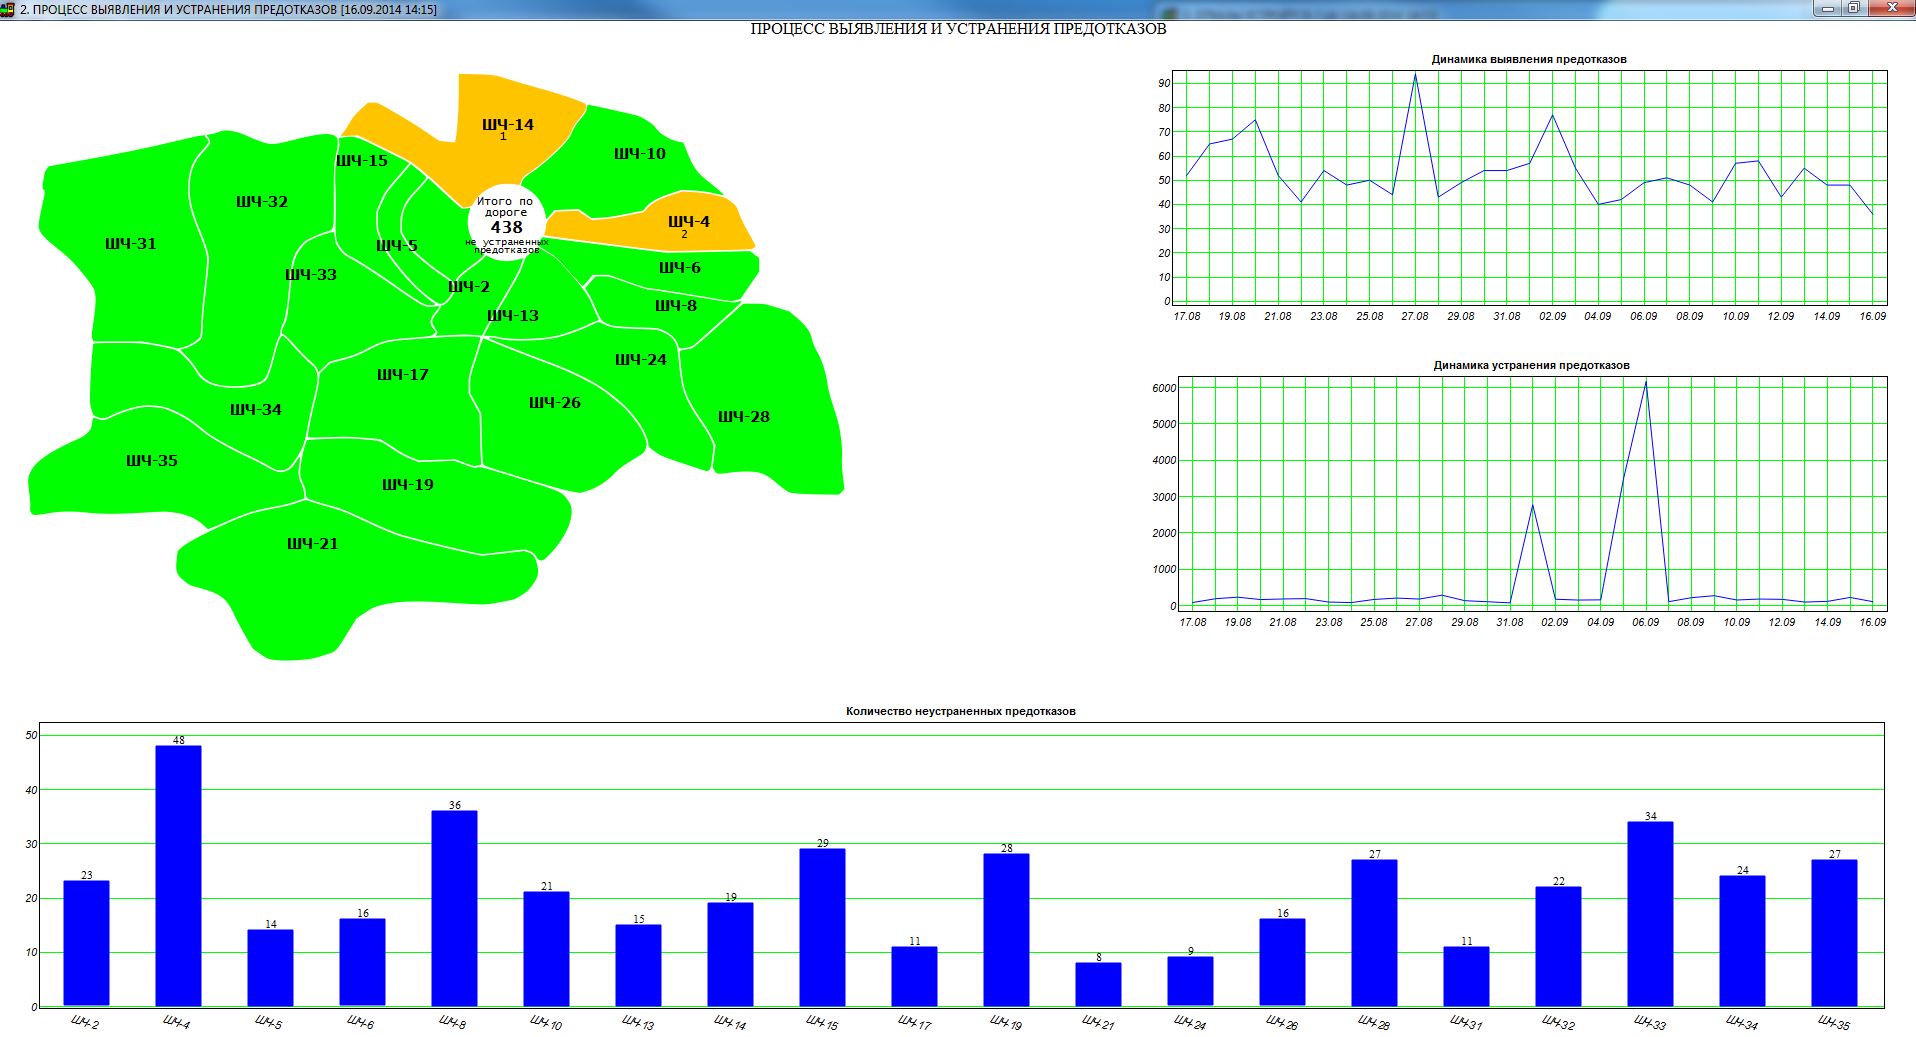 2. ПРОЦЕСС ВЫЯВЛЕНИЯ И УСТРАНЕНИЯ ПРЕДОТКАЗОВ [16.09.2014 14:15]
ПРОЦЕСС ВЫЯВЛЕНИЯ И УСТРАНЕНИЯ ПРЕДОТКАЗОВ
ШЧ-14
1
ШЧ-10
ШЧ-15
ШЧ-32
ШЧ-31
Итого по
дороге
438
не устраненных
предотказов
ШЧ-4
2
ШЧ-5
ШЧ-6
ШЧ-33
ШЧ-2
ШЧ-8
ШЧ-13
ШЧ-24
ШЧ-17
ШЧ-26
ШЧ-34
ШЧ-28
ШЧ-35
ШЧ-19
ШЧ-21
Динамика выявления предотказов
90
80
70
60
50
40
30
20
10
0
17.08 19.08 21.08 23.08 25.08 27.08 29.08 31.08 02.09 04.09 06.09 08.09 10.09 12.09 14.09 16.09
Динамика устранения предотказов
6000
5000
4000
3000
2000
1000
0
17.08 19.08 21.08 23.08 25.08 27.08 29.08 31.08 02.09 04.09 06.09 08.09 10.09 12.09 14.09 16.09
Количество неустраненных предотказов
50
40
30
20
10
0
23 48 14 16 36 21 15 19 29 11 28 8 9 16 27 11 22 34 24 27
ШЧ-2 ШЧ-4 ШЧ-5 ШЧ-6 ШЧ-8 ШЧ-10 ШЧ-13 ШЧ-14 ШЧ-15 ШЧ-17 ШЧ-19 ШЧ-21 ШЧ-24 ШЧ-26 ШЧ-28 ШЧ-31 ШЧ-32 ШЧ-33 ШЧ-34 ШЧ-35